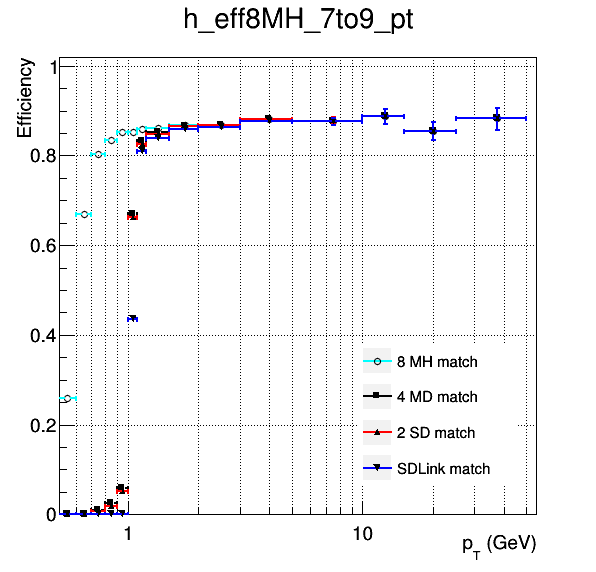 h_eff8MH_7to9_pt
Efficiency
1
0.8
0.6
0.4
0.2
0
8 MH match
4 MD match
2 SD match
SDLink match
1
10
p_T (GeV)